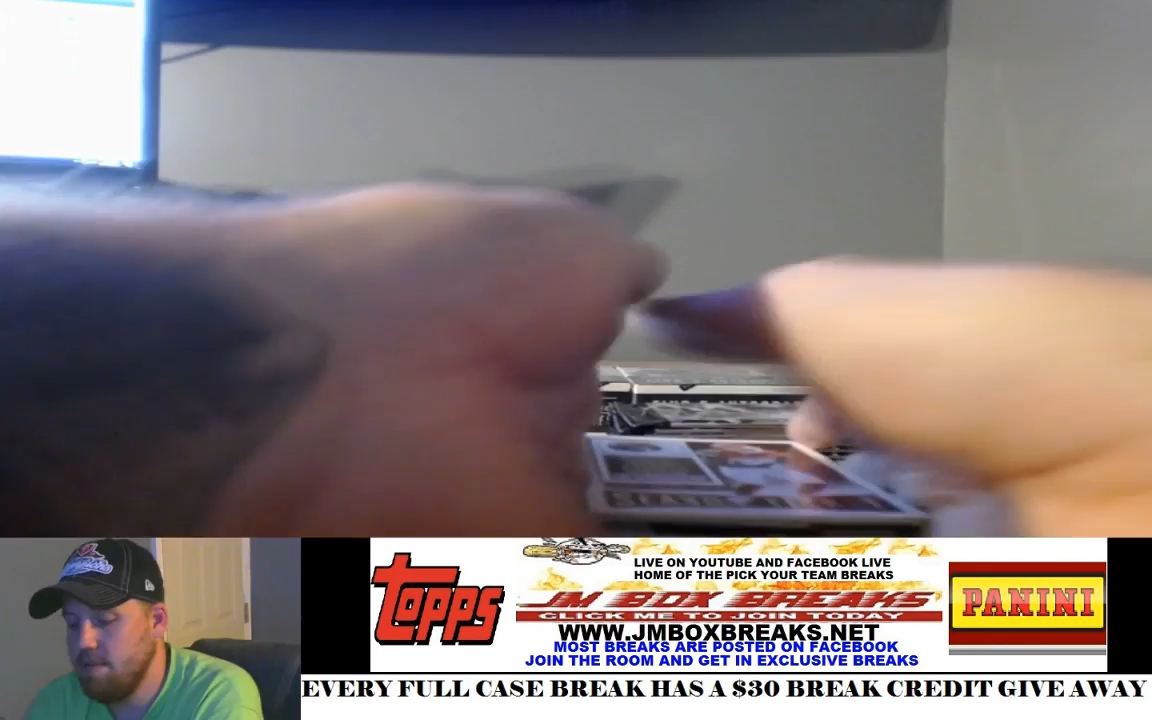 LIVE ON YOUTUBE AND FACEBOOK LIVE
HOME OF THE PICK YOUR TEAM BREAKS
TOPPS
JM BOX BREAKS
CLICK ME TO JOIN TODAY
PANINI
WWW.JMBOXBREAKS.NET
MOST BREAKS ARE POSTED ON FACEBOOK
JOIN THE ROOM AND GET IN EXCLUSIVE BREAKS
EVERY FULL CASE BREAK HAS A $30 BREAK CREDIT GIVE AWAY